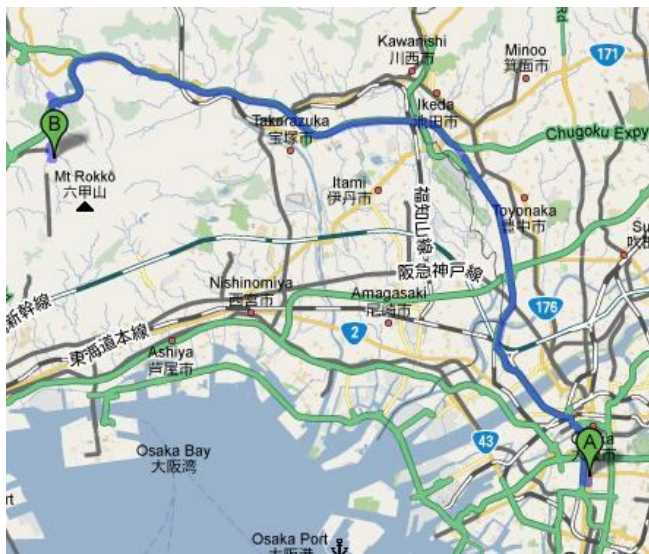 Kawanishi
川西市
Minoo
箕面市
171
Ikeda
池田市
B
Takarazuka
宝塚市
Chugoku Expy
Mt Rokkō
六甲山
Itami
伊丹市
福知山線
Toyonaka
豊中市
阪急神戸線
Nishinomiya
西宮市
Amagasaki
尼崎市
176
新幹線
東海道本線
2
Ashiya
芦屋市
43
A
Osaka Bay
大阪湾
Osaka Port